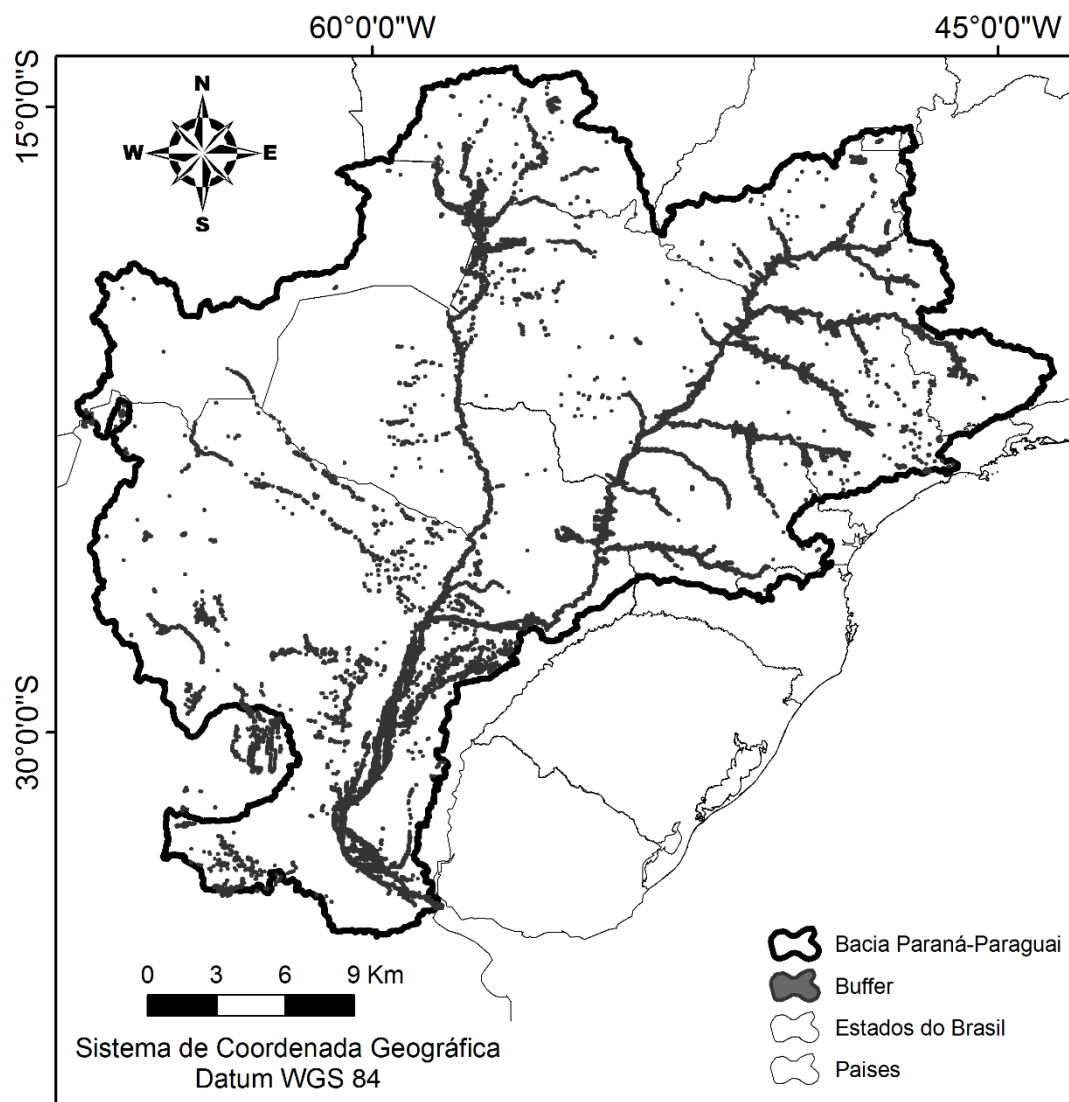 60°0'0"W
45°0'0"W
15°0'0"S
N
W
E
S
30°0'0"S
0 3 6 9 Km
Sistema de Coordenada Geográfica
Datum WGS 84
Bacia Paraná-Paraguai
Buffer
Estados do Brasil
Paises